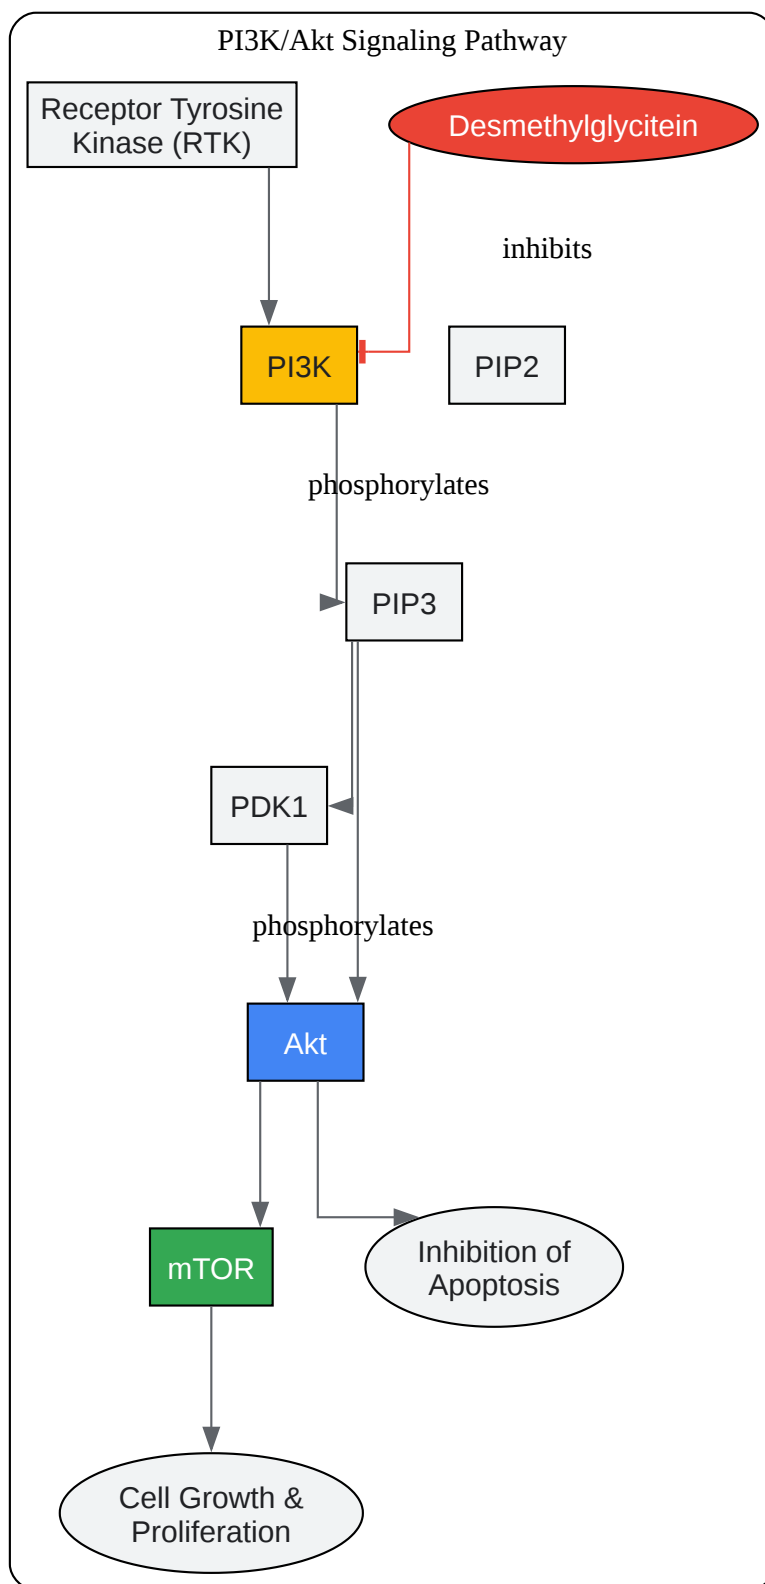 PI3K/Akt Signaling Pathway
Receptor Tyrosine
Kinase (RTK)
Desmethylglycitein
inhibits
PI3K
PIP2
phosphorylates
PIP3
PDK1
phosphorylates
Akt
mTOR
Inhibition of
Apoptosis
Cell Growth &
Proliferation